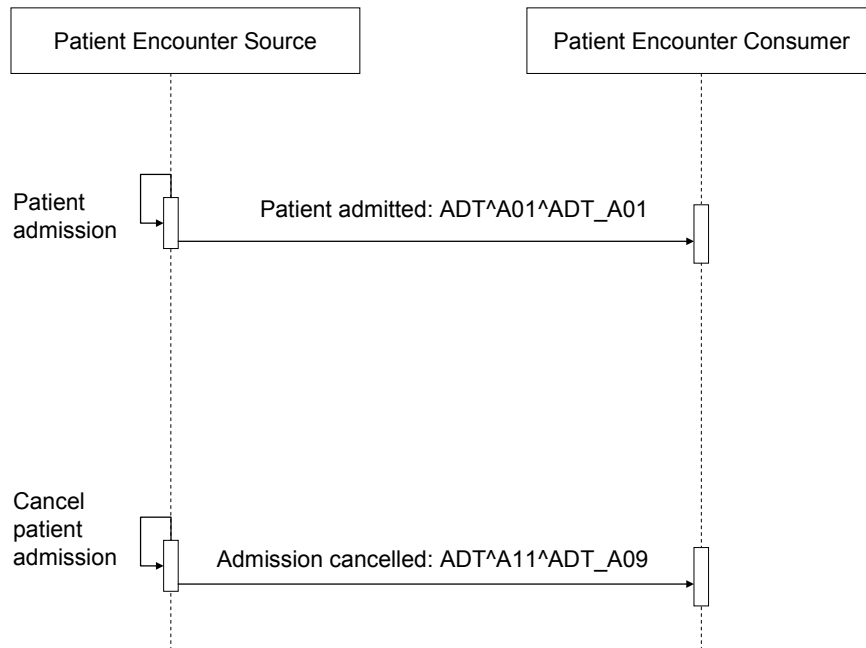 Patient Encounter Source
Patient Encounter Consumer
Patient
admission
Patient admitted: ADT^A01^ADT_A01
Cancel
patient
admission
Admission cancelled: ADT^A11^ADT_A09